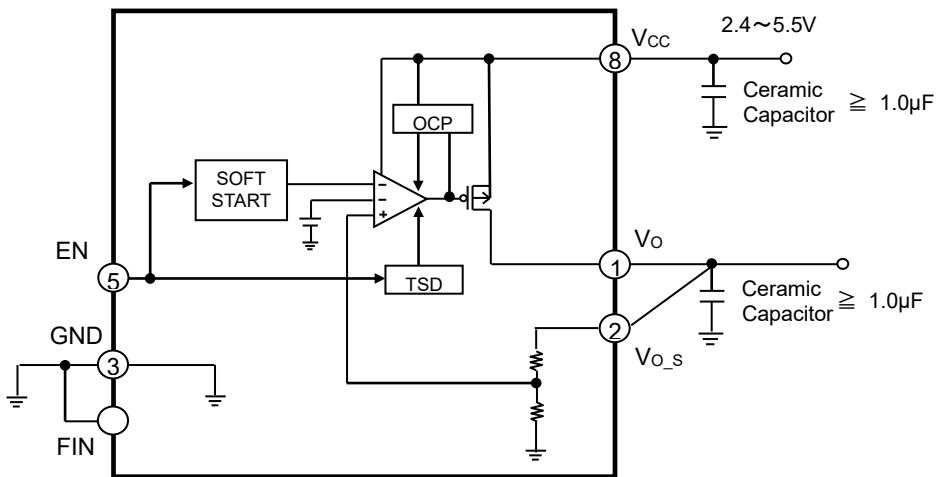 2.4～5.5V
VCC
8
Ceramic
Capacitor ≧ 1.0µF
OCP
SOFT
START
−
−
+
EN
5
TSD
VO
1
Ceramic
Capacitor ≧ 1.0µF
2
VO_S
GND
3
FIN